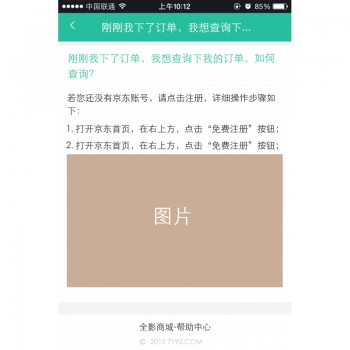 中国联通 上午10:12 85%
刚刚我下了订单，我想查询下...
刚刚我下了订单，我想查询下我的订单，如何
查询?
若您还没有京东账号，请点击注册，详细操作步骤如
下：
1. 打开京东首页，在右上方，点击“免费注册”按钮；
2. 打开京东首页，在右上方，点击“免费注册”按钮；
图片
全影商城-帮助中心
© 2015 7192.COM